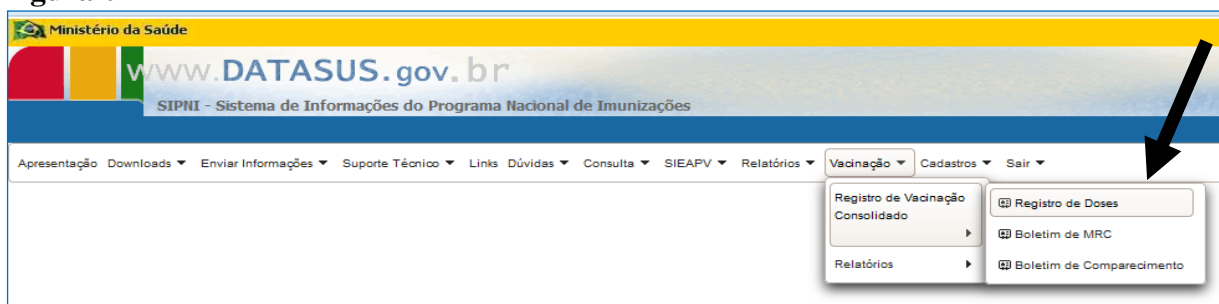 Ministério da Saúde
www.DATASUS.gov.br
SIPNI - Sistema de Informações do Programa Nacional de Imunizações
Apresentação Downloads Enviar Informações Suporte Técnico Links Dúvidas Consulta SIEAPV Relatórios Vacinação Cadastros Sair
Registro de Vacinação
Consolidado
Relatórios
Registro de Doses
Boletim de MRC
Boletim de Comparecimento